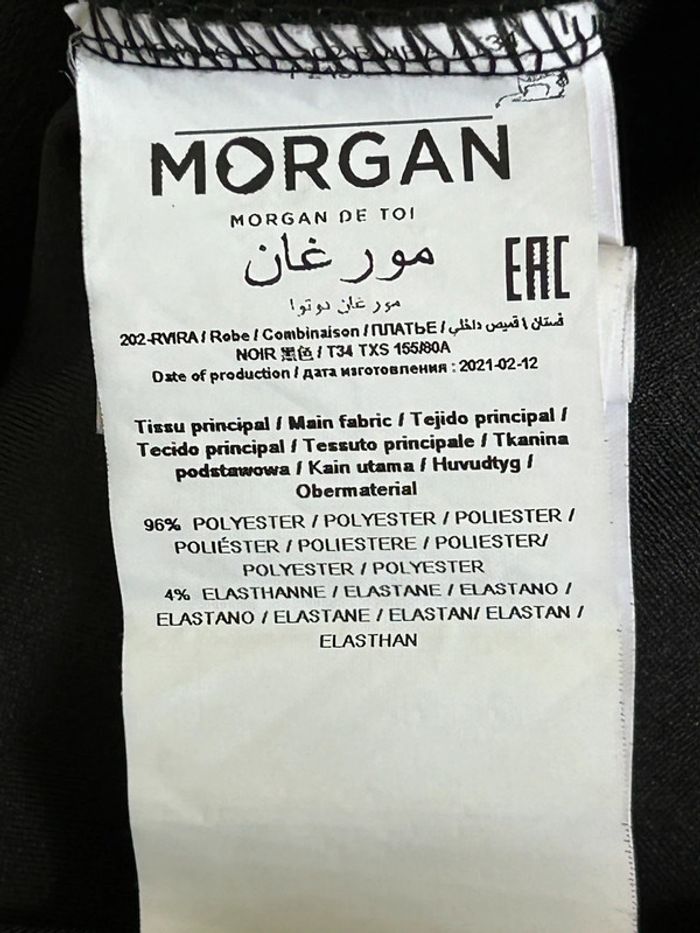 MORGAN
MORGAN DE TOI
مورغان
EAC
مورغان دوتوا
202-RVIRA / Robe / Combinaison / ПЛАТЬЕ / فستان \ قميص داخلي
NOIR 黑色 / T34 TXS 155/80A
Date of production / дата изготовления : 2021-02-12
Tissu principal / Main fabric / Tejido principal /
Tecido principal / Tessuto principale / Tkanina
podstawowa / Kain utama / Huvudtyg /
Obermaterial
96% POLYESTER / POLYESTER / POLIESTER /
POLIÉSTER / POLIESTERE / POLIESTER/
POLYESTER / POLYESTER
4% ELASTHANNE / ELASTANE / ELASTANO /
ELASTANO / ELASTANE / ELASTAN/ ELASTAN /
ELASTHAN